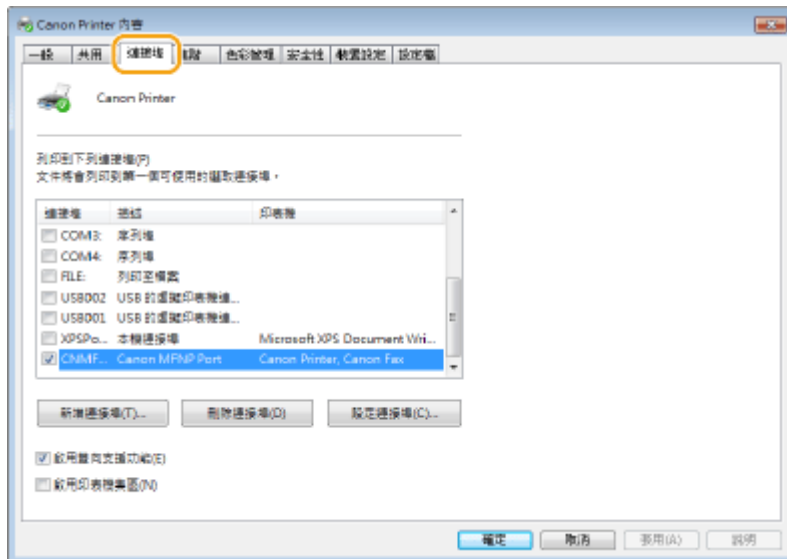 Canon Printer 內容
一般 共用 連接埠 進階 色彩管理 安全性 裝置設定 設定檔
Canon Printer
列印到下列連接埠(P)
文件將會列印到第一個可使用的選取連接埠。
連接埠 描述 印表機
COM3: 序列埠
COM4: 序列埠
FILE: 列印至檔案
USB002 USB 的虛擬印表機連...
USB001 USB 的虛擬印表機連...
XPSPo... 本機連接埠 Microsoft XPS Document Wri...
CNMF... Canon MFNP Port Canon Printer, Canon Fax
新增連接埠(T)... 刪除連接埠(D) 設定連接埠(C)...
啟用雙向支援功能(E)
啟用印表機集區(N)
確定 取消 套用(A) 說明